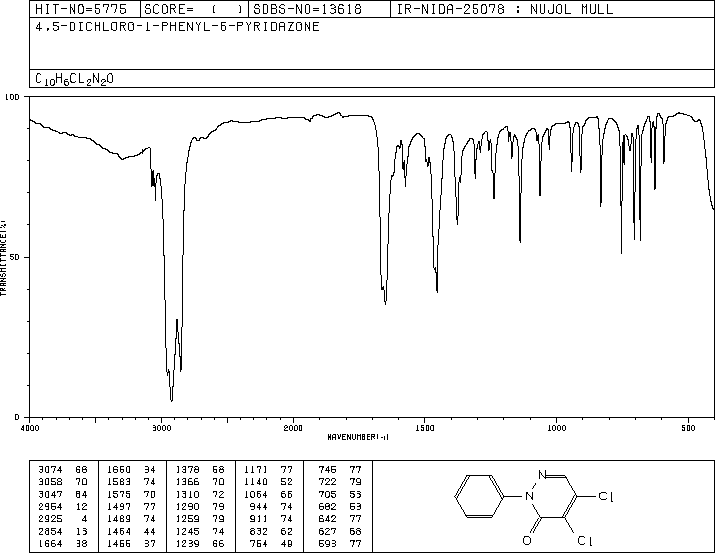 HIT-NO=5775 SCORE= ( ) SDBS-NO=13618 IR-NIDA-25078 : NUJOL MULL
4,5-DICHLORO-1-PHENYL-6-PYRIDAZONE
C10H6CL2N2O
100
50
0
TRANSMITTANCE(%)
4000 3000 2000 1500 1000 500
WAVENUMBER(-1)
3074 66 1660 34 1378 58 1171 77 746 77
3058 70 1583 74 1366 70 1140 52 722 79
3047 64 1575 70 1310 72 1064 66 705 53
2954 12 1497 77 1290 79 944 74 682 53
2925 4 1489 74 1259 79 911 74 642 77
2854 13 1464 44 1245 74 832 62 627 68
1664 38 1456 37 1239 66 754 49 593 77
N
N
O
Cl
Cl